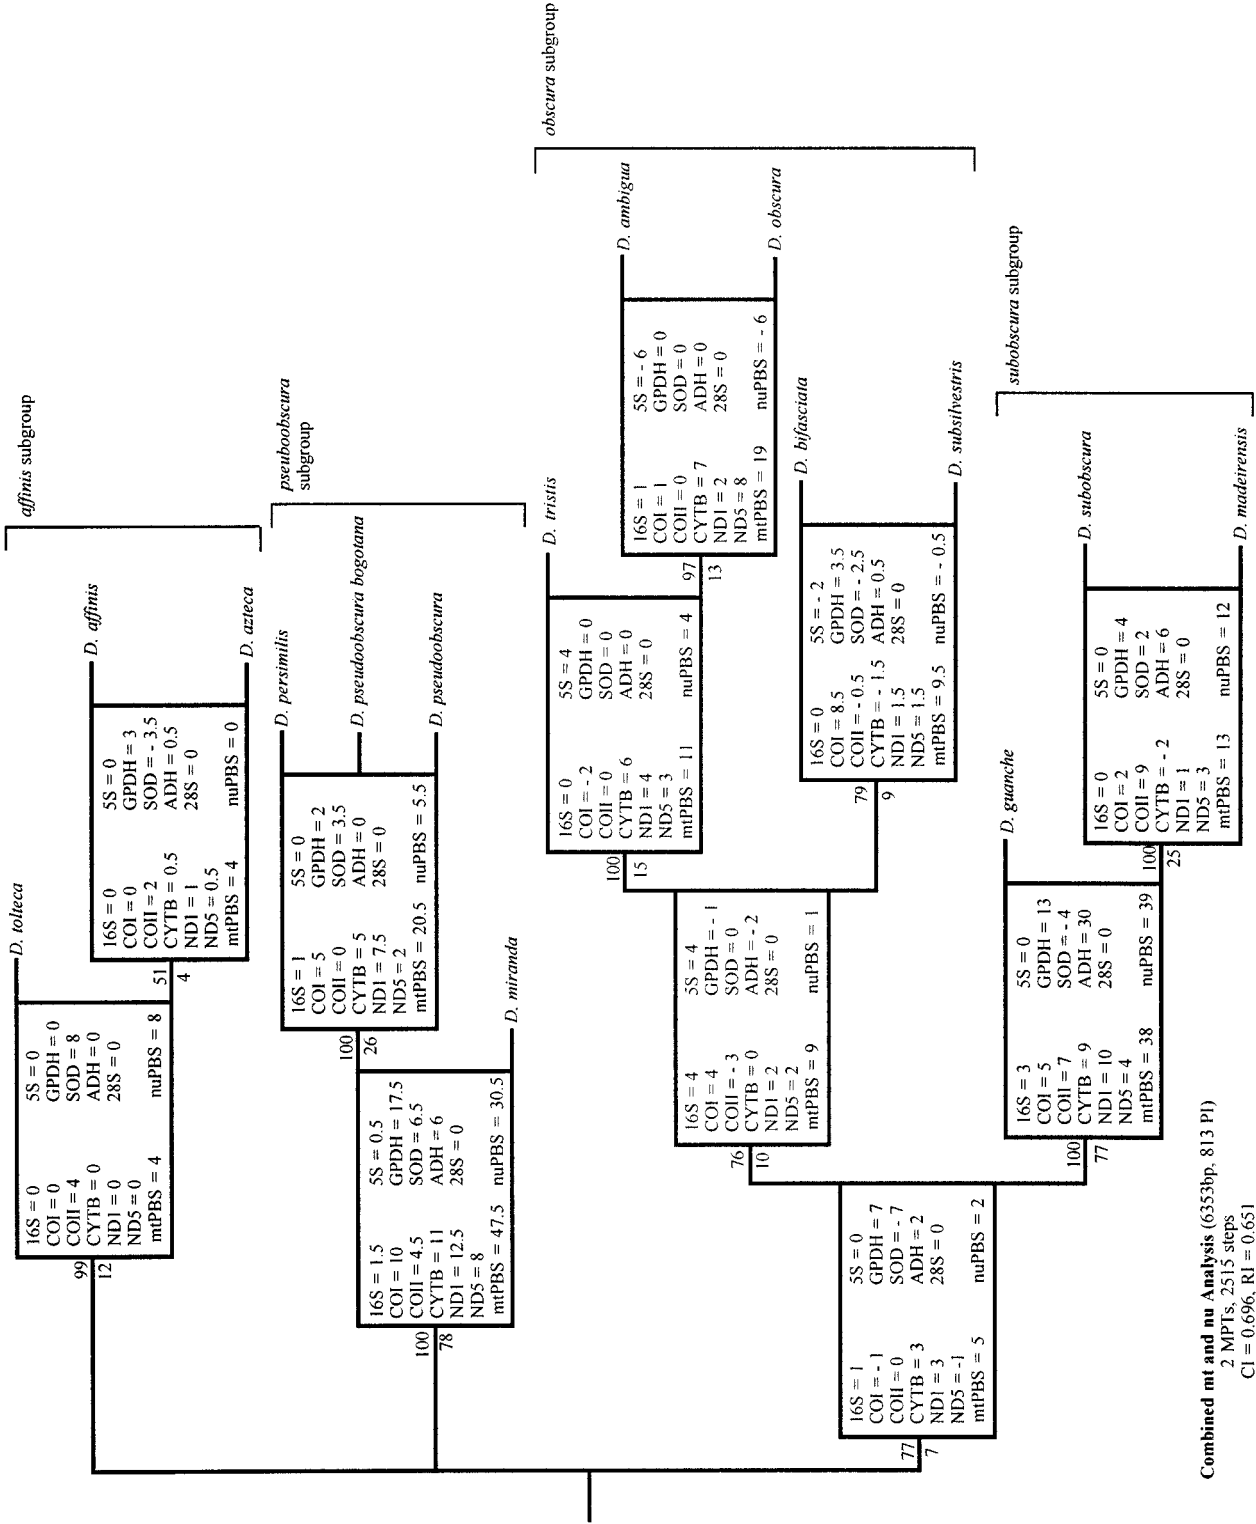 affinis subgroup
D. tolteca
D. affinis
D. azteca
99
12
16S = 0
COI = 0
COII = 4
CYTB = 0
ND1 = 0
ND5 = 0
mtPBS = 4
5S = 0
GPDH = 0
SOD = 8
ADH = 0
28S = 0
nuPBS = 8
51
4
16S = 0
COI = 0
COII = 2
CYTB = 0.5
ND1 = 1
ND5 = 0.5
mtPBS = 4
5S = 0
GPDH = 3
SOD = - 3.5
ADH = 0.5
28S = 0
nuPBS = 0
pseuboobscura
subgroup
D. persimilis
D. pseudoobscura bogotana
D. pseudoobscura
D. miranda
100
78
16S = 1.5
COI = 10
COII = 4.5
CYTB = 11
ND1 = 12.5
ND5 = 8
mtPBS = 47.5
5S = 0.5
GPDH = 17.5
SOD = 6.5
ADH = 6
28S = 0
nuPBS = 30.5
100
26
16S = 1
COI = 5
COII = 0
CYTB = 5
ND1 = 7.5
ND5 = 2
mtPBS = 20.5
5S = 0
GPDH = 2
SOD = 3.5
ADH = 0
28S = 0
nuPBS = 5.5
obscura subgroup
D. tristis
D. ambigua
D. obscura
D. bifasciata
D. subsilvestris
77
7
16S = 1
COI = - 1
COII = 0
CYTB = 3
ND1 = 3
ND5 = -1
mtPBS = 5
5S = 0
GPDH = 7
SOD = - 7
ADH = 2
28S = 0
nuPBS = 2
76
10
16S = 4
COI = 4
COII = - 3
CYTB = 0
ND1 = 2
ND5 = 2
mtPBS = 9
5S = 4
GPDH = - 1
SOD = 0
ADH = - 2
28S = 0
nuPBS = 1
100
15
16S = 0
COI = - 2
COII = 0
CYTB = 6
ND1 = 4
ND5 = 3
mtPBS = 11
5S = 4
GPDH = 0
SOD = 0
ADH = 0
28S = 0
nuPBS = 4
97
13
16S = 1
COI = 1
COII = 0
CYTB = 7
ND1 = 2
ND5 = 8
mtPBS = 19
5S = - 6
GPDH = 0
SOD = 0
ADH = 0
28S = 0
nuPBS = - 6
79
9
16S = 0
COI = 8.5
COII = - 0.5
CYTB = - 1.5
ND1 = 1.5
ND5 = 1.5
mtPBS = 9.5
5S = - 2
GPDH = 3.5
SOD = - 2.5
ADH = 0.5
28S = 0
nuPBS = - 0.5
subobscura subgroup
D. guanche
D. subobscura
D. madeirensis
100
77
16S = 3
COI = 5
COII = 7
CYTB = 9
ND1 = 10
ND5 = 4
mtPBS = 38
5S = 0
GPDH = 13
SOD = - 4
ADH = 30
28S = 0
nuPBS = 39
100
25
16S = 0
COI = 2
COII = 9
CYTB = - 2
ND1 = 1
ND5 = 3
mtPBS = 13
5S = 0
GPDH = 4
SOD = 2
ADH = 6
28S = 0
nuPBS = 12
Combined mt and nu Analysis (6353bp, 813 PI)
2 MPTs, 2515 steps
CI = 0.696, RI = 0.651